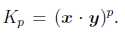 K_p = (x · y)^p.